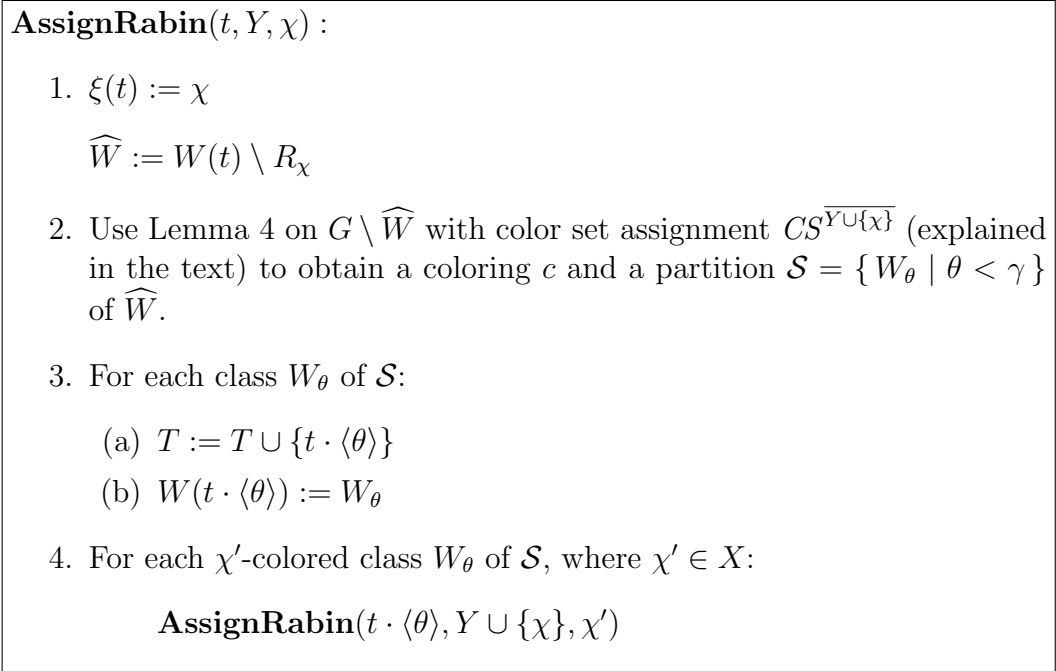 AssignRabin(t, Y, χ) :
1. ξ(t) := χ
Ŵ := W(t) \ R_χ
2. Use Lemma 4 on G \ Ŵ with color set assignment CS^{\overline{Y∪{χ}}} (explained
in the text) to obtain a coloring c and a partition 𝒮 = { W_θ | θ < γ }
of Ŵ.
3. For each class W_θ of 𝒮:
(a) T := T ∪ {t · ⟨θ⟩}
(b) W(t · ⟨θ⟩) := W_θ
4. For each χ′-colored class W_θ of 𝒮, where χ′ ∈ X:
AssignRabin(t · ⟨θ⟩, Y ∪ {χ}, χ′)